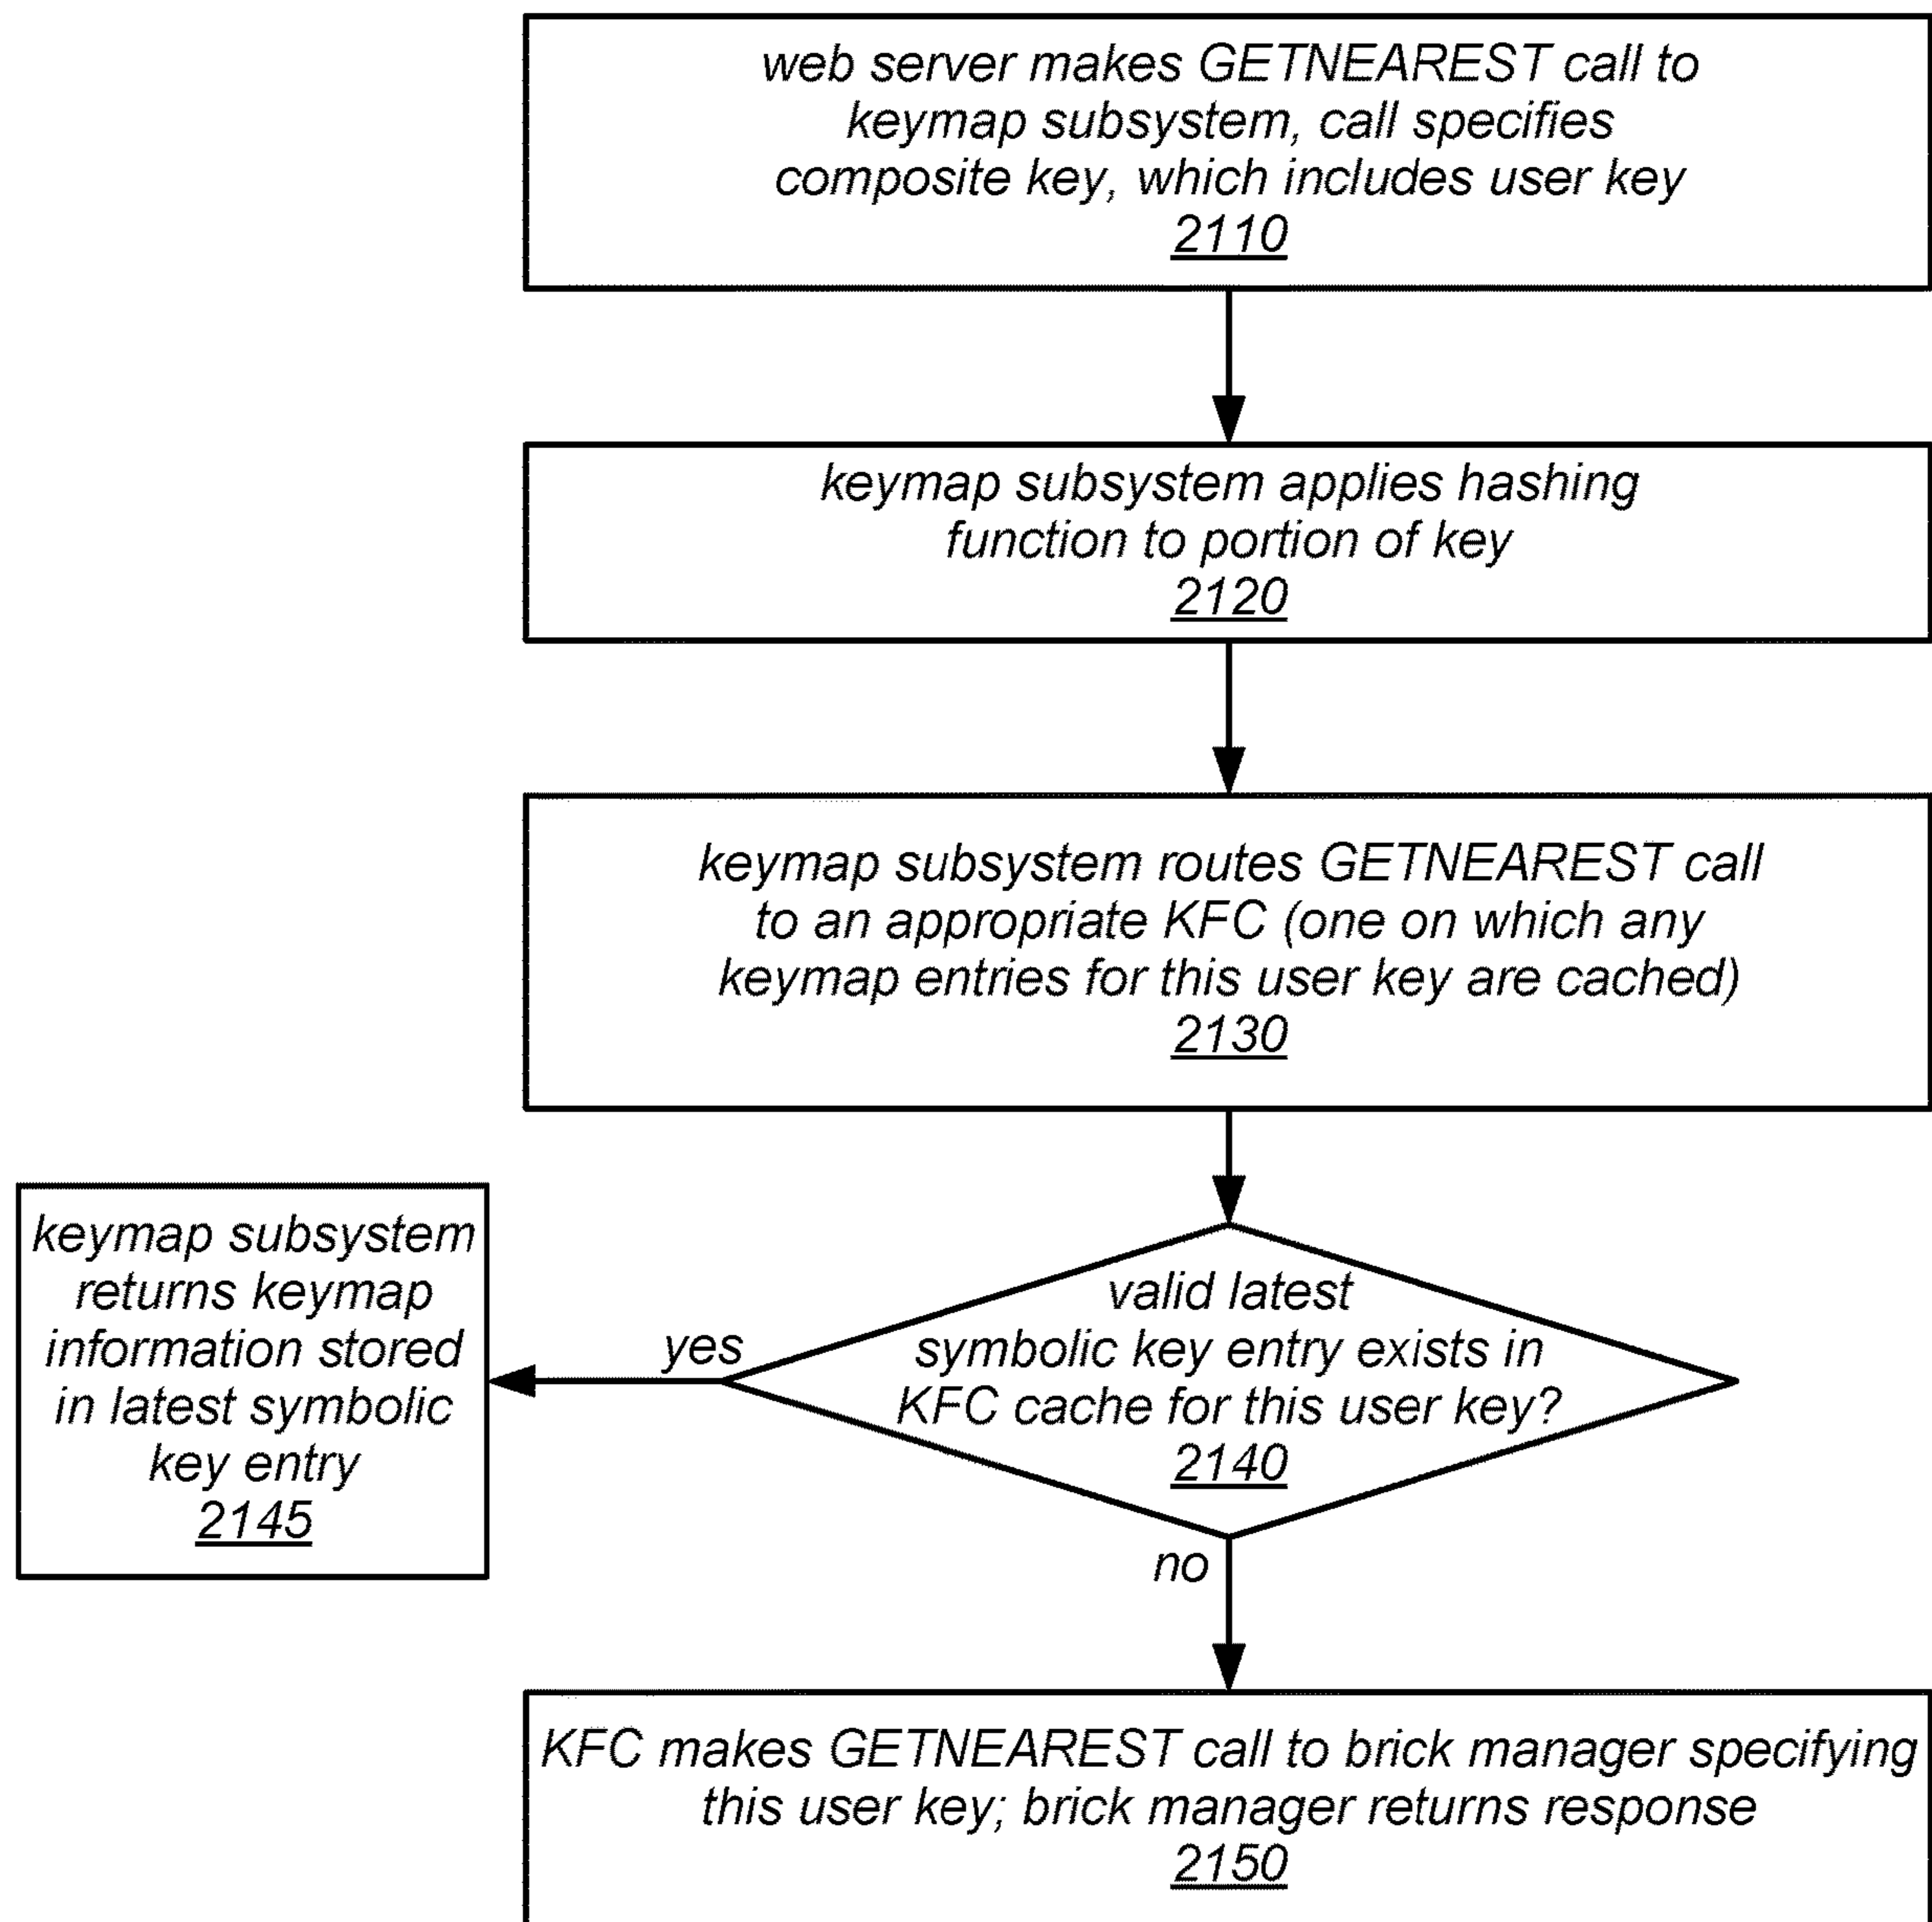 web server makes GETNEAREST call to
keymap subsystem, call specifies
composite key, which includes user key
2110
keymap subsystem applies hashing
function to portion of key
2120
keymap subsystem routes GETNEAREST call
to an appropriate KFC (one on which any
keymap entries for this user key are cached)
2130
valid latest
symbolic key entry exists in
KFC cache for this user key?
2140
yes
keymap subsystem
returns keymap
information stored
in latest symbolic
key entry
2145
no
KFC makes GETNEAREST call to brick manager specifying
this user key; brick manager returns response
2150